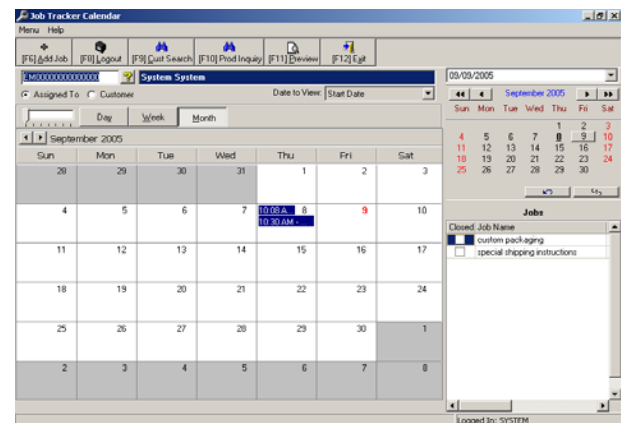 Job Tracker Calendar
Menu Help
[F6] Add Job [F8] Logout [F9] Cust Search [F10] Prod Inquiry [F11] Preview [F12] Exit
EM0000000000000 System System
Assigned To Customer Date to View: Start Date
Day Week Month
September 2005
Sun Mon Tue Wed Thu Fri Sat
28 29 30 31 1 2 3
4 5 6 7 8 9 10
10:08 A...
10:30 AM -
11 12 13 14 15 16 17
18 19 20 21 22 23 24
25 26 27 28 29 30 1
2 3 4 5 6 7 8
09/09/2005
September 2005
Sun Mon Tue Wed Thu Fri Sat
1 2 3
4 5 6 7 8 9 10
11 12 13 14 15 16 17
18 19 20 21 22 23 24
25 26 27 28 29 30
Jobs
Closed Job Name
custom packaging
special shipping instructions
Logged In: SYSTEM